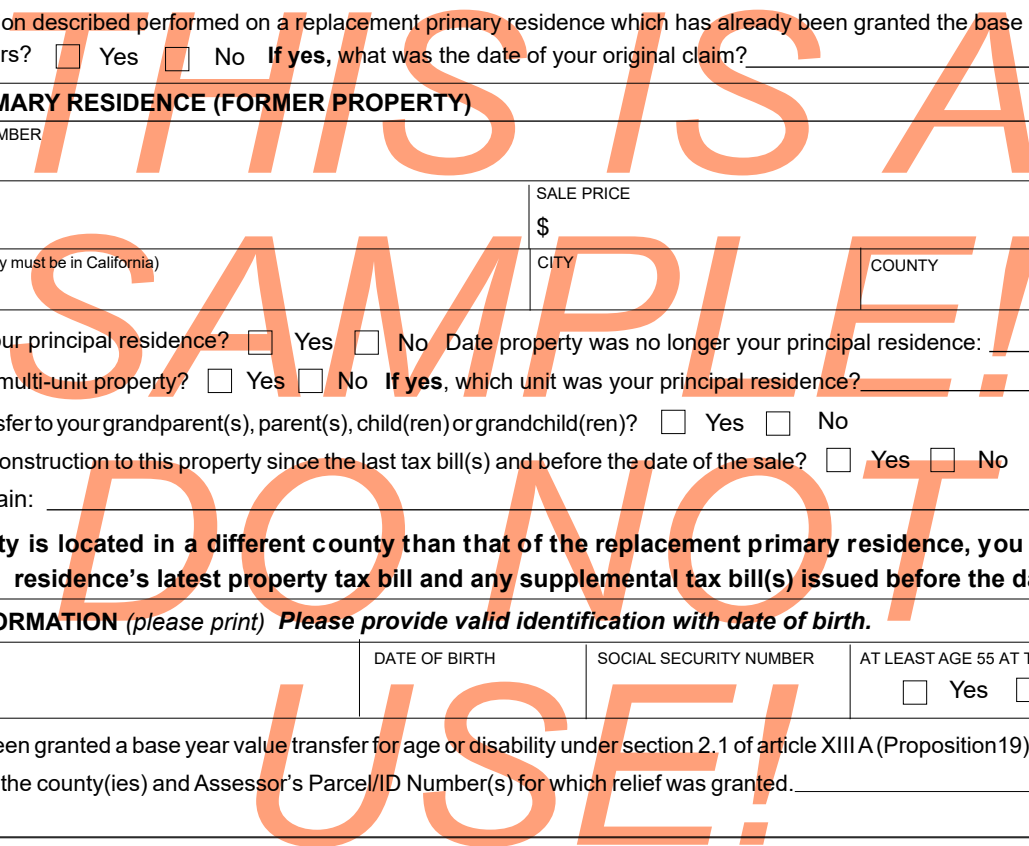 on described performed on a replacement primary residence which has already been granted the base
rs? Yes No If yes, what was the date of your original claim?
MARY RESIDENCE (FORMER PROPERTY)
MBER
SALE PRICE
$
y must be in California)
CITY
COUNTY
ur principal residence? Yes No Date property was no longer your principal residence:
multi-unit property? Yes No If yes, which unit was your principal residence?
sfer to your grandparent(s), parent(s), child(ren) or grandchild(ren)? Yes No
onstruction to this property since the last tax bill(s) and before the date of the sale? Yes No
ain:
ty is located in a different county than that of the replacement primary residence, you
residence's latest property tax bill and any supplemental tax bill(s) issued before the da
ORMATION (please print) Please provide valid identification with date of birth.
DATE OF BIRTH
SOCIAL SECURITY NUMBER
AT LEAST AGE 55 AT T
Yes
een granted a base year value transfer for age or disability under section 2.1 of article XIII A (Proposition19)
the county(ies) and Assessor's Parcel/ID Number(s) for which relief was granted.
THIS IS A
SAMPLE!
DO NOT
USE!